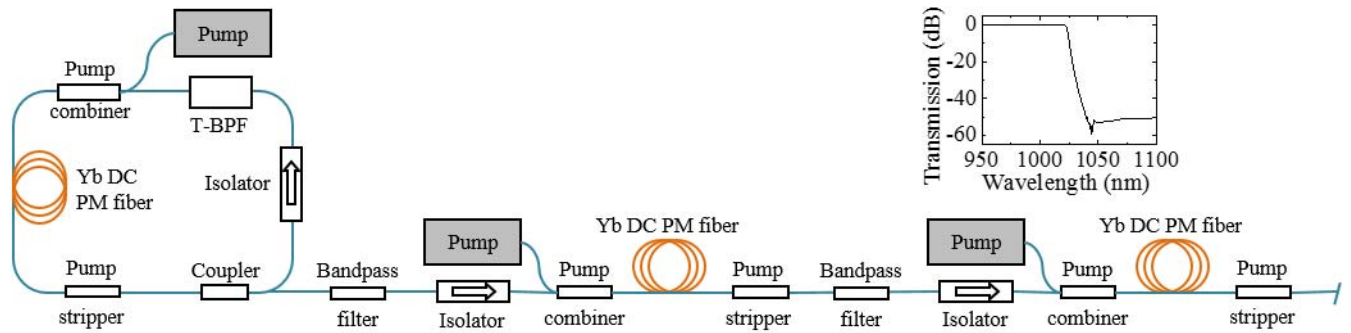 Pump
Pump
combiner
T-BPF
Yb DC
PM fiber
Isolator
Pump
stripper
Coupler
Bandpass
filter
Pump
Isolator
Pump
combiner
Yb DC PM fiber
Pump
stripper
Bandpass
filter
Pump
Isolator
Pump
combiner
Yb DC PM fiber
Pump
stripper
Transmission (dB)
0
-20
-40
-60
950 1000 1050 1100
Wavelength (nm)